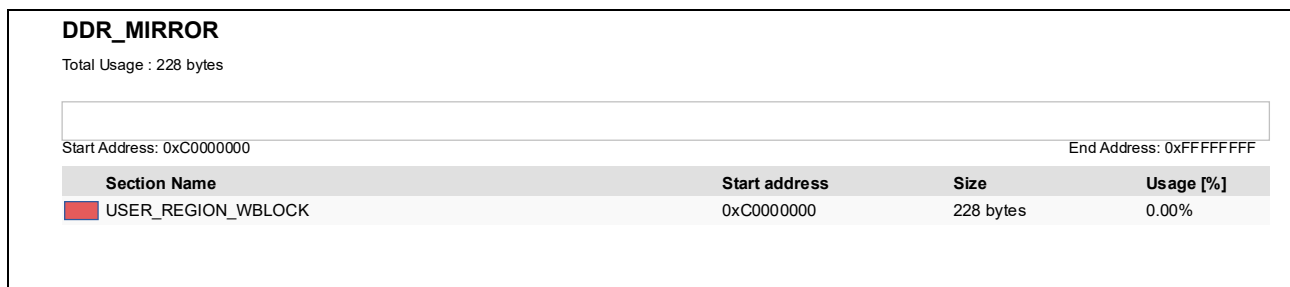 DDR_MIRROR
Total Usage : 228 bytes
Start Address: 0xC0000000 End Address: 0xFFFFFFFF
Section Name Start address Size Usage [%]
USER_REGION_WBLOCK 0xC0000000 228 bytes 0.00%